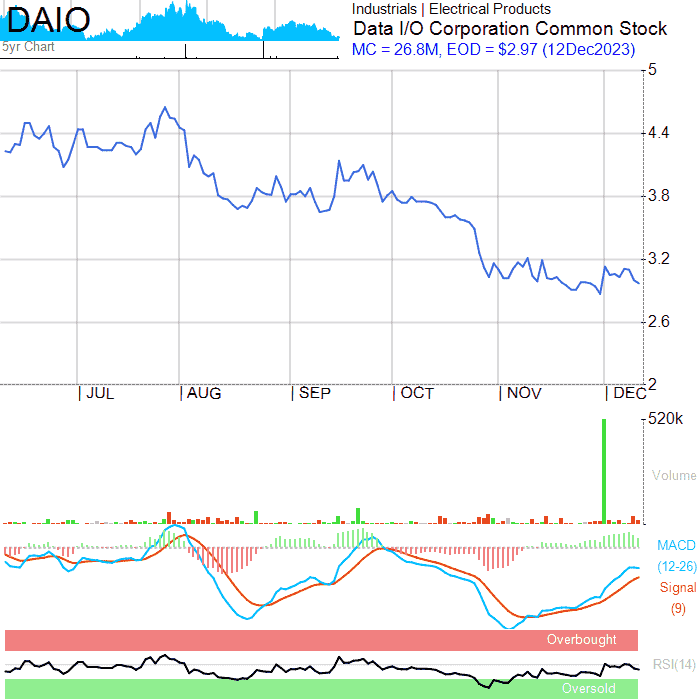 DAIO
5yr Chart
Industrials | Electrical Products
Data I/O Corporation Common Stock
MC = 26.8M, EOD = $2.97 (12Dec2023)
5
4.4
3.8
3.2
2.6
2
| JUL | AUG | SEP | OCT | NOV | DEC
520k
Volume
MACD
(12-26)
Signal
(9)
Overbought
RSI(14)
Oversold